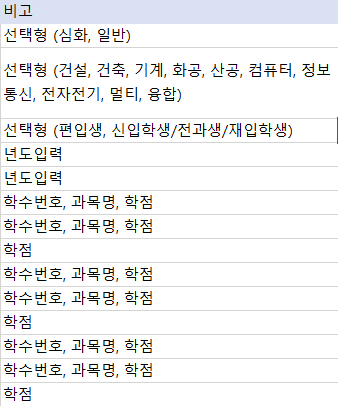 비고
선택형 (심화, 일반)
선택형 (건설, 건축, 기계, 화공, 산공, 컴퓨터, 정보
통신, 전자전기, 멀티, 융합)
선택형 (편입생, 신입학생/전과생/재입학생)
년도입력
년도입력
학수번호, 과목명, 학점
학수번호, 과목명, 학점
학점
학수번호, 과목명, 학점
학수번호, 과목명, 학점
학점
학수번호, 과목명, 학점
학수번호, 과목명, 학점
학점